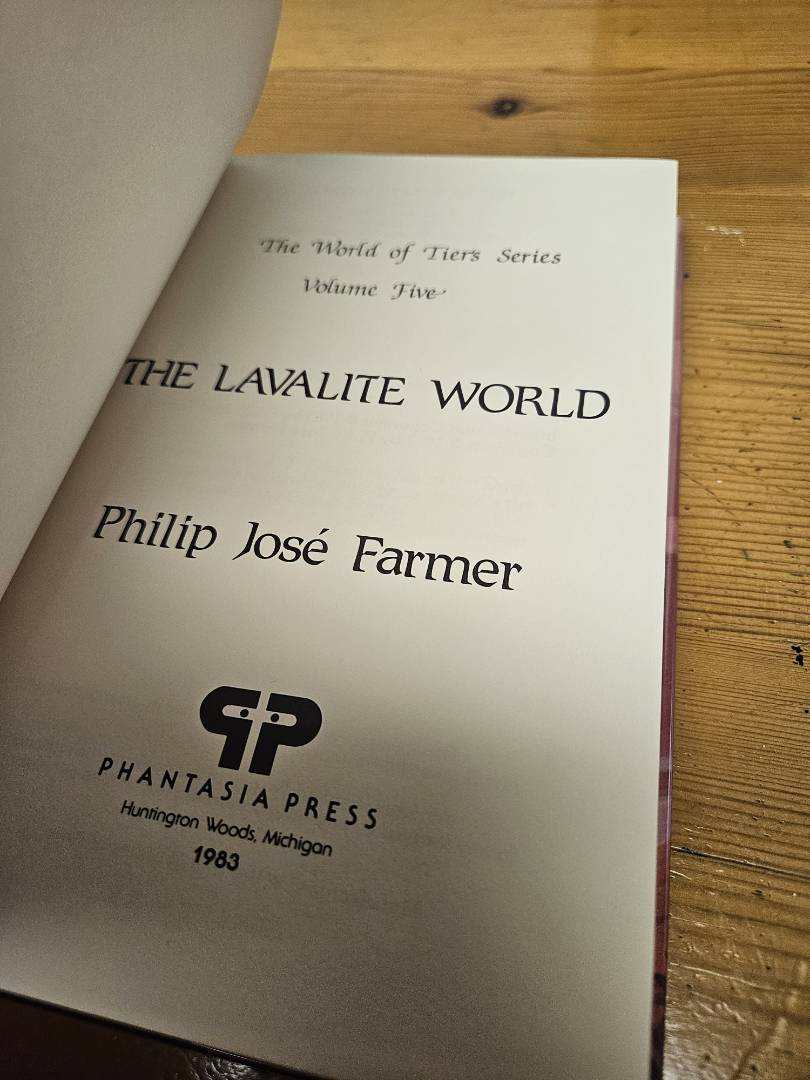 The World of Tiers Series
Volume Five
THE LAVALITE WORLD
Philip José Farmer
PHANTASIA PRESS
Huntington Woods, Michigan
1983